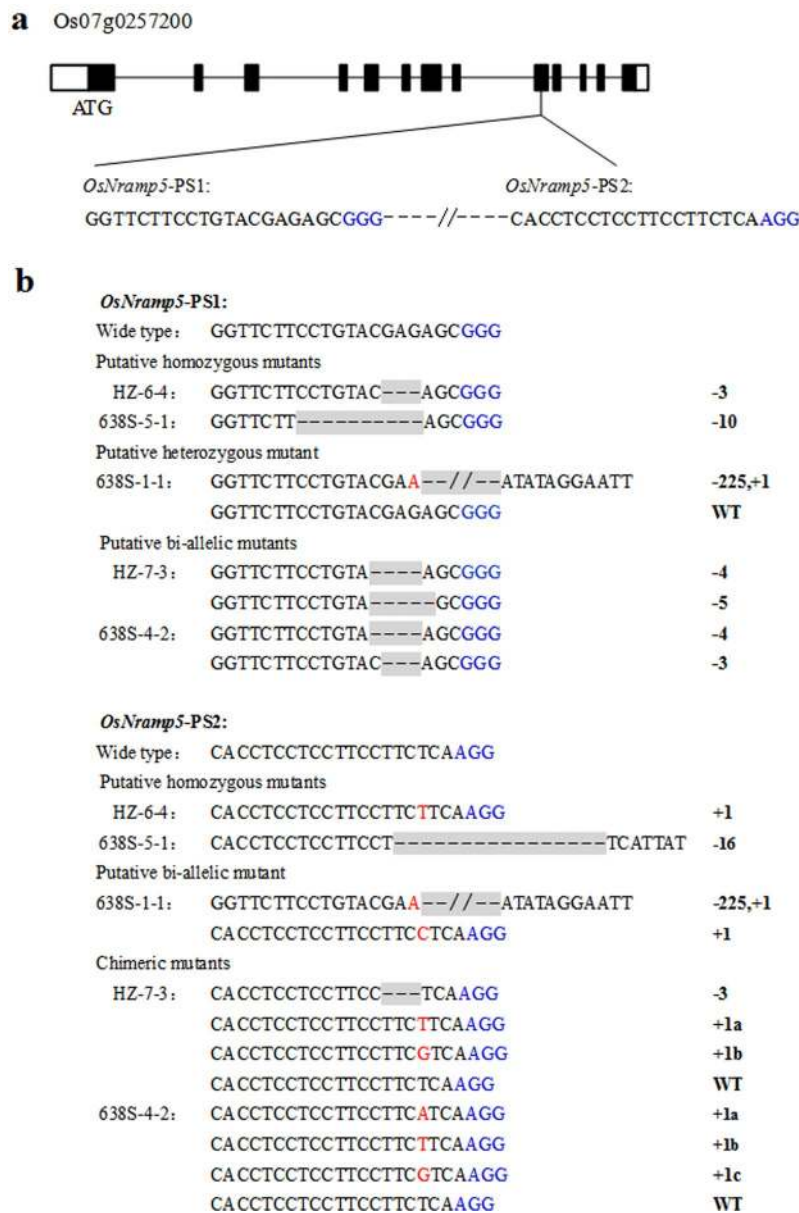 a Os07g0257200
ATG
OsNramp5-PS1: OsNramp5-PS2:
GGTTCTTCCTGTACGAGAGCGGG----//----CACCTCCTCCTTCCTTCTCAAGG
b
OsNramp5-PS1:
Wide type: GGTTCTTCCTGTACGAGAGCGGG
Putative homozygous mutants
HZ-6-4: GGTTCTTCCTGTAC---AGCGGG -3
638S-5-1: GGTTCTT----------AGCGGG -10
Putative heterozygous mutant
638S-1-1: GGTTCTTCCTGTACGAA--//--ATATAGGAATT -225,+1
GGTTCTTCCTGTACGAGAGCGGG WT
Putative bi-allelic mutants
HZ-7-3: GGTTCTTCCTGTA----AGCGGG -4
GGTTCTTCCTGTA-----GCGGG -5
638S-4-2: GGTTCTTCCTGTA----AGCGGG -4
GGTTCTTCCTGTAC---AGCGGG -3
OsNramp5-PS2:
Wide type: CACCTCCTCCTTCCTTCTCAAGG
Putative homozygous mutants
HZ-6-4: CACCTCCTCCTTCCTTCTTCAAGG +1
638S-5-1: CACCTCCTCCTTCCT----------------TCATTAT -16
Putative bi-allelic mutant
638S-1-1: GGTTCTTCCTGTACGAA--//--ATATAGGAATT -225,+1
CACCTCCTCCTTCCTTCCTCAAGG +1
Chimeric mutants
HZ-7-3: CACCTCCTCCTTCC---TCAAGG -3
CACCTCCTCCTTCCTTCTTCAAGG +1a
CACCTCCTCCTTCCTTCGTCAAGG +1b
CACCTCCTCCTTCCTTCTCAAGG WT
638S-4-2: CACCTCCTCCTTCCTTCATCAAGG +1a
CACCTCCTCCTTCCTTCTTCAAGG +1b
CACCTCCTCCTTCCTTCGTCAAGG +1c
CACCTCCTCCTTCCTTCTCAAGG WT